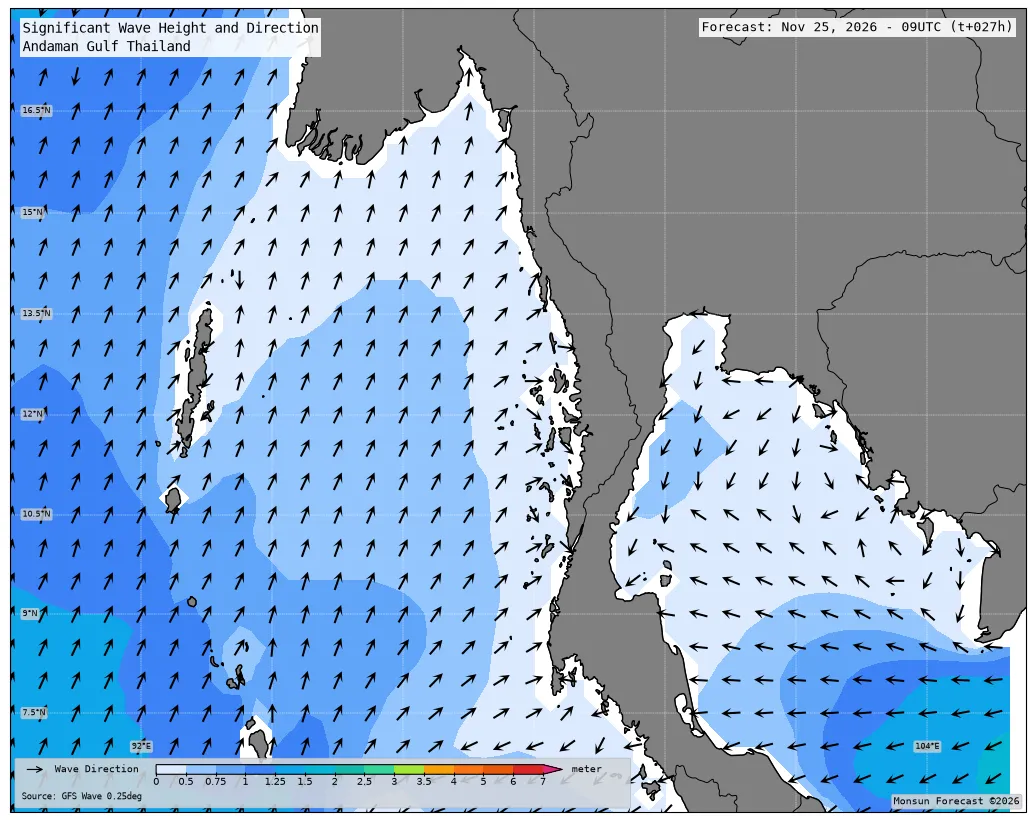 Significant Wave Height and Direction
Andaman Gulf Thailand
Forecast: Nov 25, 2026 - 09UTC (t+027h)
16.5°N
15°N
13.5°N
12°N
10.5°N
9°N
7.5°N
92°E
104°E
Wave Direction
0 0.5 0.75 1 1.25 1.5 2 2.5 3 3.5 4 5 6 7
meter
Source: GFS Wave 0.25deg
Monsun Forecast ©2026